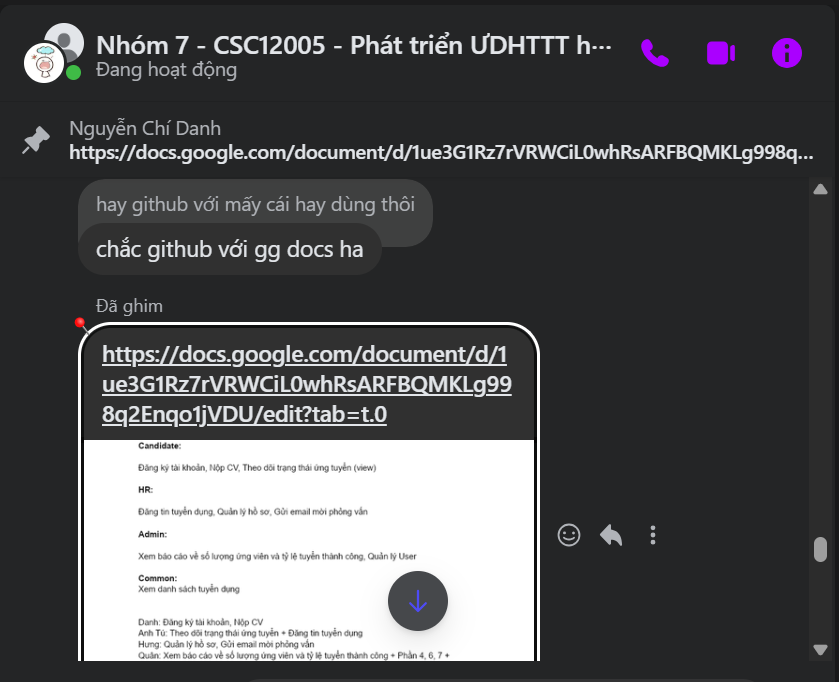 Nhóm 7 - CSC12005 - Phát triển ƯDHTTT h...
Đang hoạt động
Nguyễn Chí Danh
https://docs.google.com/document/d/1ue3G1Rz7rVRWCiL0whRsARFBQMKLg998q...
hay github với mấy cái hay dùng thôi
chắc github với gg docs ha
Đã ghim
https://docs.google.com/document/d/1
ue3G1Rz7rVRWCiL0whRsARFBQMKLg99
8q2Enqo1jVDU/edit?tab=t.0
Candidate:
Đăng ký tài khoản, Nộp CV, Theo dõi trạng thái ứng tuyển (view)
HR:
Đăng tin tuyển dụng, Quản lý hồ sơ, Gửi email mời phỏng vấn
Admin:
Xem báo cáo về số lượng ứng viên và tỷ lệ tuyển thành công, Quản lý User
Common:
Xem danh sách tuyển dụng
Danh: Đăng ký tài khoản, Nộp CV
Anh Tú: Theo dõi trạng thái ứng tuyển + Đăng tin tuyển dụng
Hưng: Quản lý hồ sơ, Gửi email mời phỏng vấn
Quân: Xem báo cáo về số lượng ứng viên và tỷ lệ tuyển thành công + Phần 4, 6, 7 +